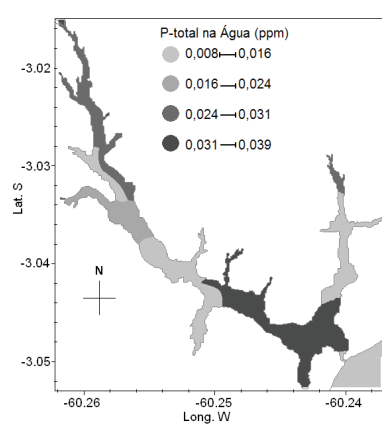 P-total na Água (ppm)
0,008⊢—0,016
0,016—0,024
0,024—0,031
0,031—0,039
-3.02
-3.03
-3.04
-3.05
Lat. S
N
-60.26
-60.25
-60.24
Long. W